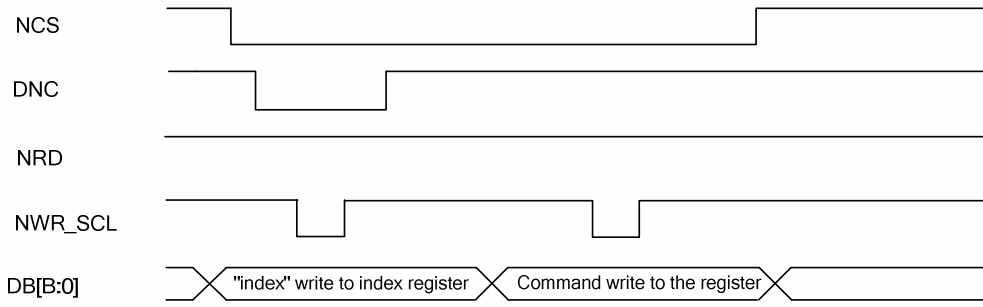 NCS
DNC
NRD
NWR_SCL
DB[B:0]
"index" write to index register
Command write to the register